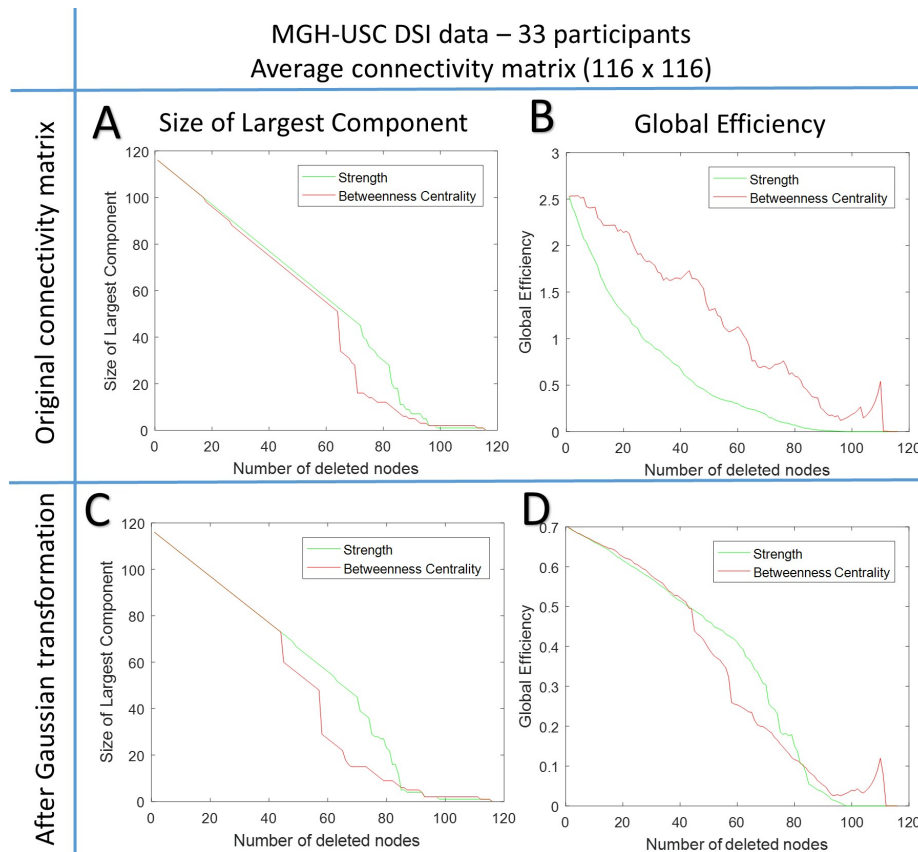 MGH-USC DSI data – 33 participants
Average connectivity matrix (116 x 116)
Original connectivity matrix
A
Size of Largest Component
120
100
80
60
40
20
0
Size of Largest Component
Strength
Betweenness Centrality
0 20 40 60 80 100 120
Number of deleted nodes
B
Global Efficiency
3
2.5
2
1.5
1
0.5
0
Global Efficiency
Strength
Betweenness Centrality
0 20 40 60 80 100 120
Number of deleted nodes
After Gaussian transformation
C
120
100
80
60
40
20
0
Size of Largest Component
Strength
Betweenness Centrality
0 20 40 60 80 100 120
Number of deleted nodes
D
0.7
0.6
0.5
0.4
0.3
0.2
0.1
0
Global Efficiency
Strength
Betweenness Centrality
0 20 40 60 80 100 120
Number of deleted nodes